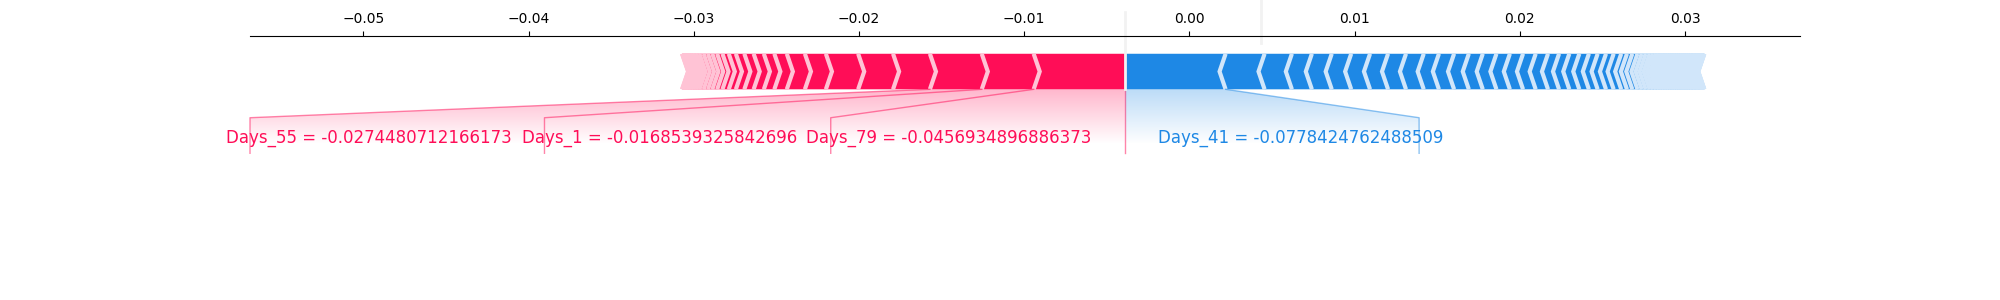 −0.05 −0.04 −0.03 −0.02 −0.01 0.00 0.01 0.02 0.03
Days_55 = -0.0274480712166173 Days_1 = -0.0168539325842696 Days_79 = -0.0456934896886373 Days_41 = -0.0778424762488509